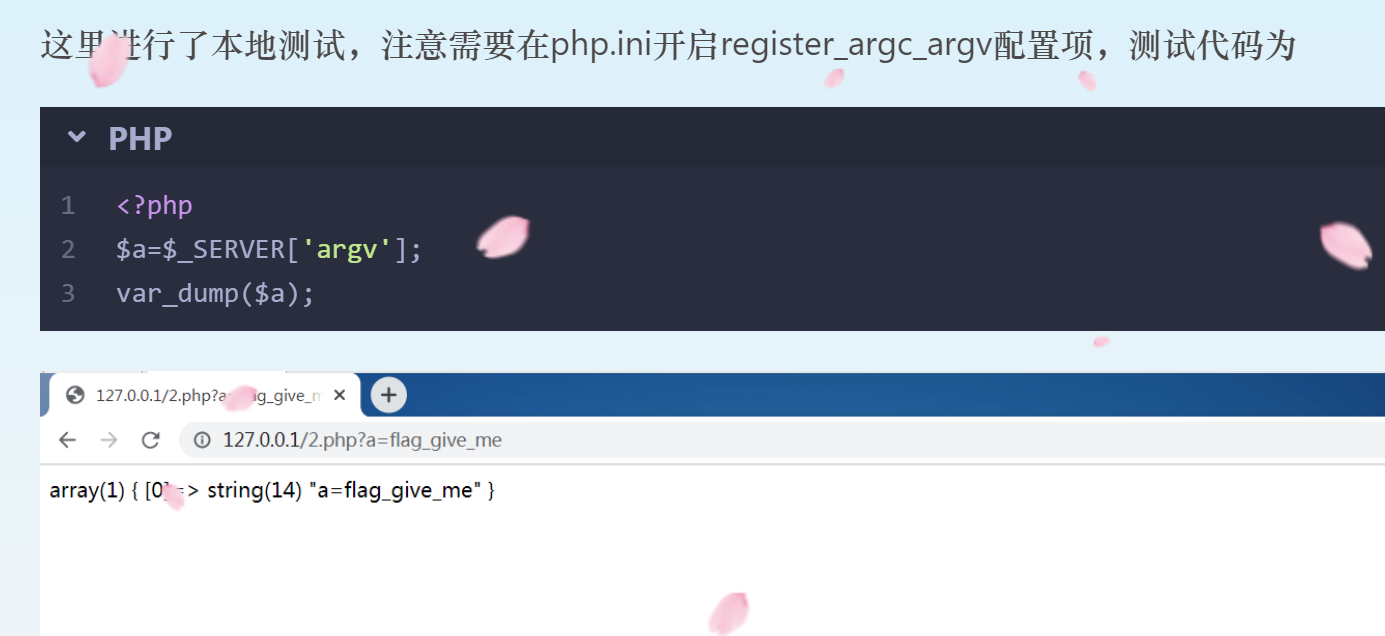 这里进行了本地测试，注意需要在php.ini开启register_argc_argv配置项，测试代码为
PHP
1 <?php
2 $a=$_SERVER['argv'];
3 var_dump($a);
127.0.0.1/2.php?a=flag_give_m
127.0.0.1/2.php?a=flag_give_me
array(1) { [0]=> string(14) "a=flag_give_me" }